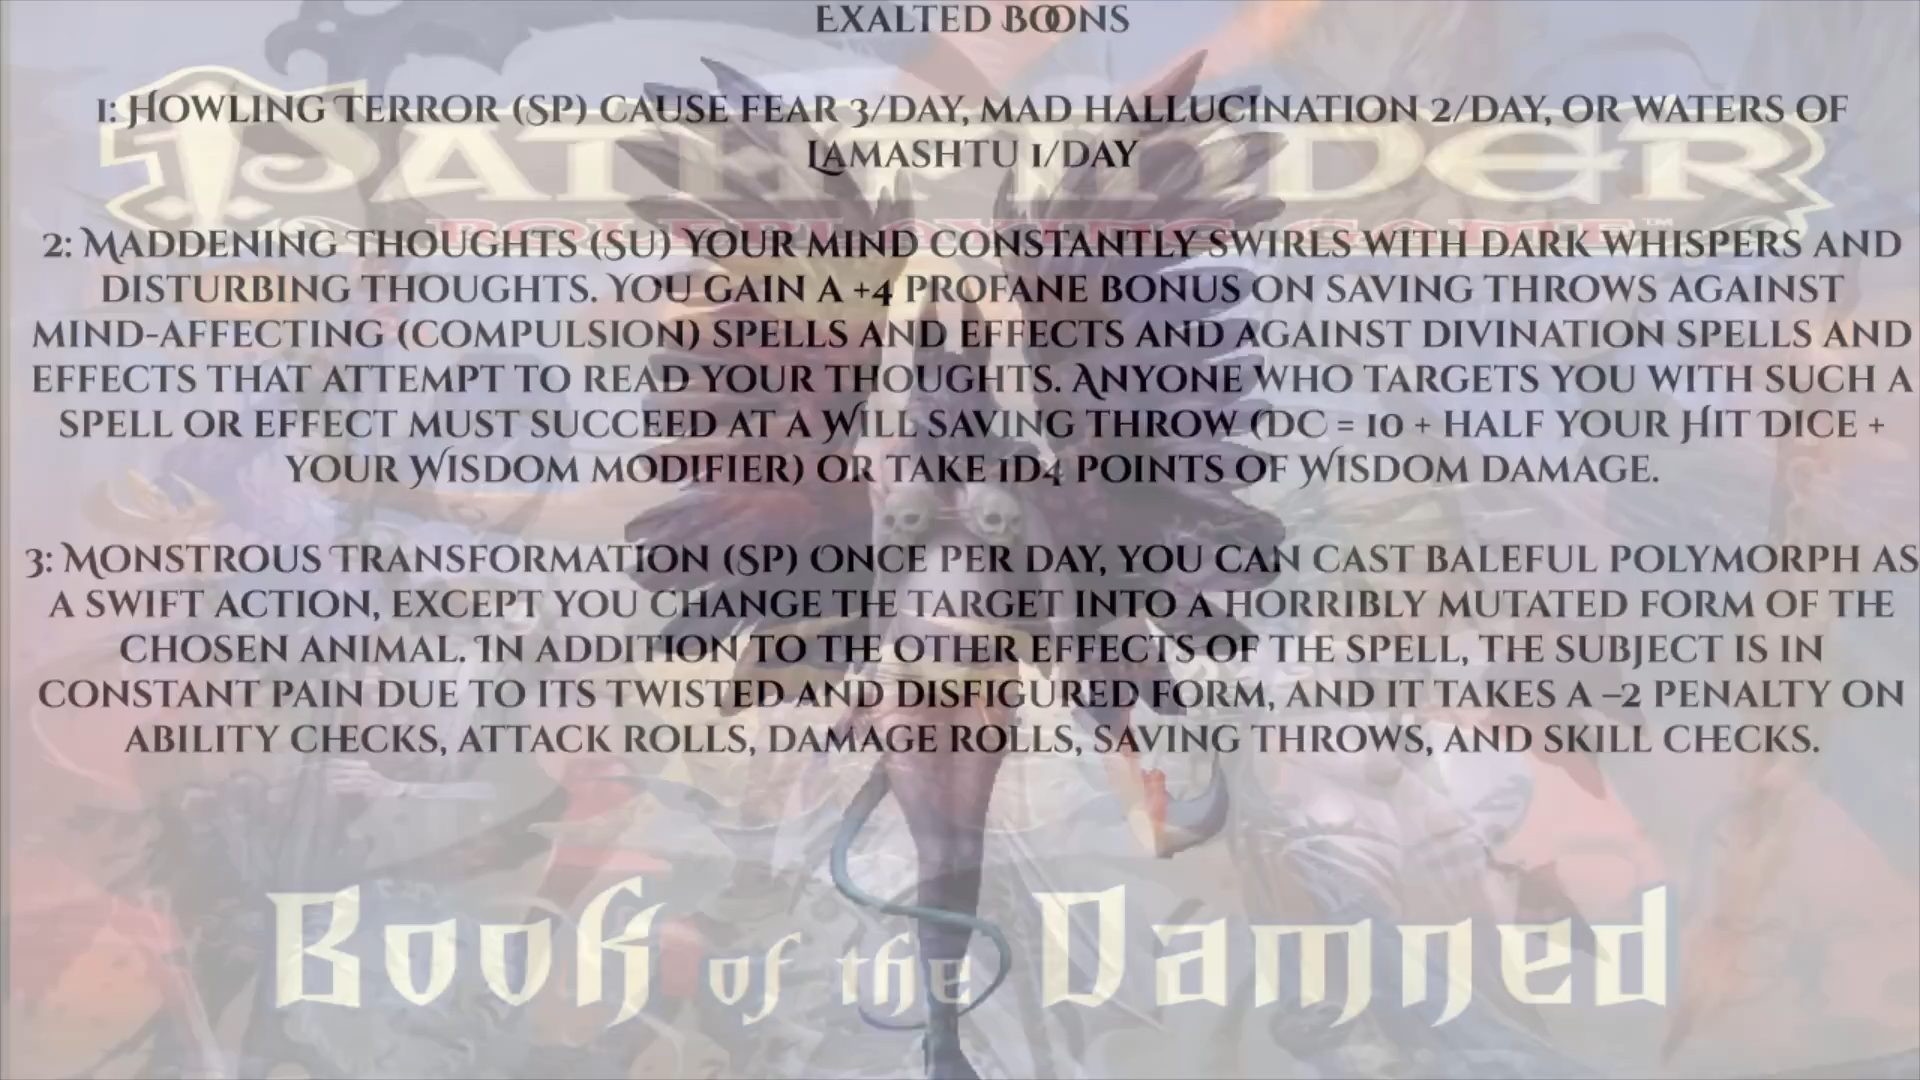 Exalted Boons
1: Howling Terror (Sp) cause fear 3/day, mad hallucination 2/day, or waters of
Lamashtu 1/day
PATHFINDER
ROLEPLAYING GAME™
2: Maddening Thoughts (Su) Your mind constantly swirls with dark whispers and
disturbing thoughts. You gain a +4 profane bonus on saving throws against
mind-affecting (compulsion) spells and effects and against divination spells and
effects that attempt to read your thoughts. Anyone who targets you with such a
spell or effect must succeed at a Will saving throw (DC = 10 + half your Hit Dice +
your Wisdom modifier) or take 1d4 points of Wisdom damage.
3: Monstrous Transformation (Sp) Once per day, you can cast baleful polymorph as
a swift action, except you change the target into a horribly mutated form of the
chosen animal. In addition to the other effects of the spell, the subject is in
constant pain due to its twisted and disfigured form, and it takes a –2 penalty on
ability checks, attack rolls, damage rolls, saving throws, and skill checks.
Book of the Damned